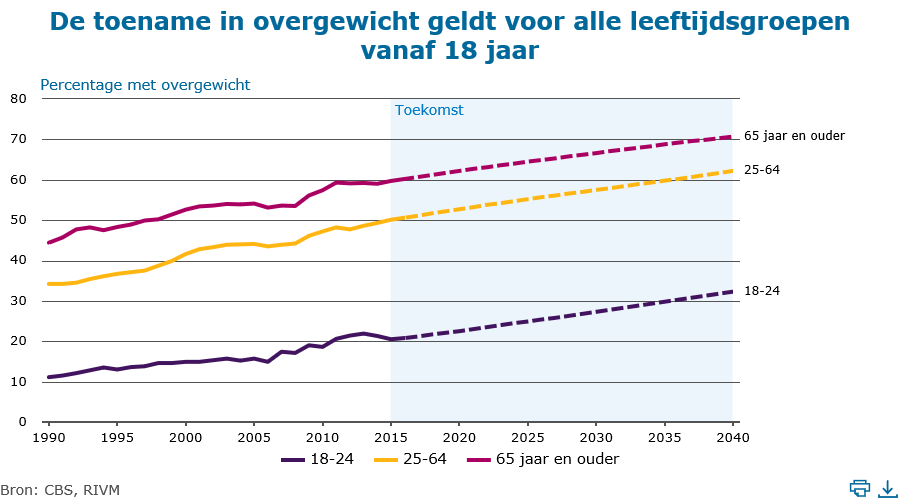 De toename in overgewicht geldt voor alle leeftijdsgroepen
vanaf 18 jaar
Percentage met overgewicht
80
Toekomst
70
65 jaar en ouder
25-64
60
50
40
30
18-24
20
10
0
1990 1995 2000 2005 2010 2015 2020 2025 2030 2035 2040
18-24 25-64 65 jaar en ouder
Bron: CBS, RIVM